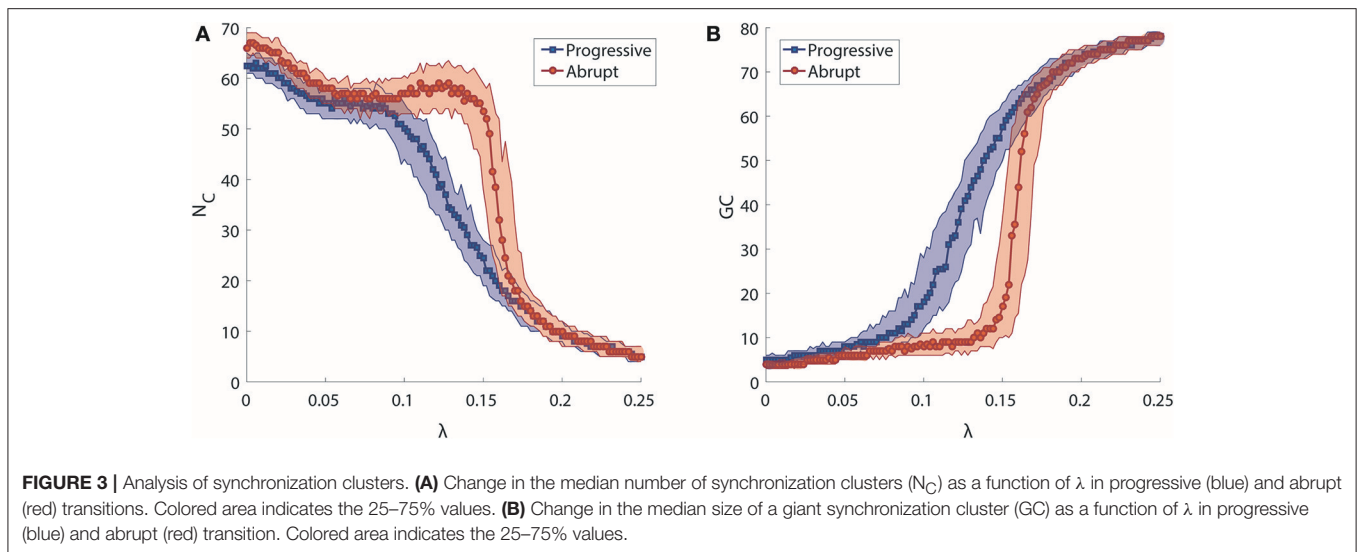 A
70
60
50
40
30
20
10
0
N_C
0 0.05 0.1 0.15 0.2 0.25
λ
Progressive
Abrupt
B
80
70
60
50
40
30
20
10
0
GC
0 0.05 0.1 0.15 0.2 0.25
λ
Progressive
Abrupt
FIGURE 3 | Analysis of synchronization clusters. (A) Change in the median number of synchronization clusters (N_C) as a function of λ in progressive (blue) and abrupt
(red) transitions. Colored area indicates the 25–75% values. (B) Change in the median size of a giant synchronization cluster (GC) as a function of λ in progressive
(blue) and abrupt (red) transition. Colored area indicates the 25–75% values.